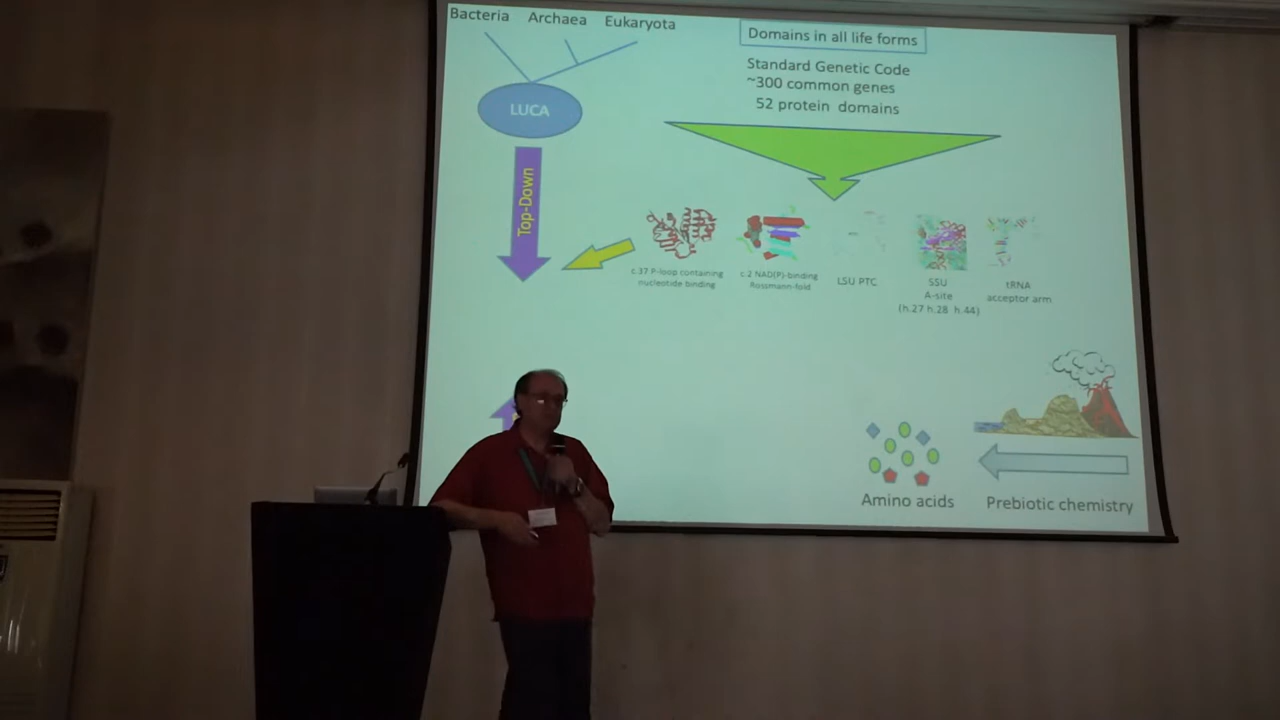 Bacteria Archaea Eukaryota
LUCA
Top-Down
Domains in all life forms
Standard Genetic Code
~300 common genes
52 protein domains
c.37 P-loop containing
nucleotide binding
c.2 NAD(P)-binding
Rossmann-fold
LSU PTC
SSU
A-site
(h.27 h.28 h.44)
tRNA
acceptor arm
Amino acids
Prebiotic chemistry